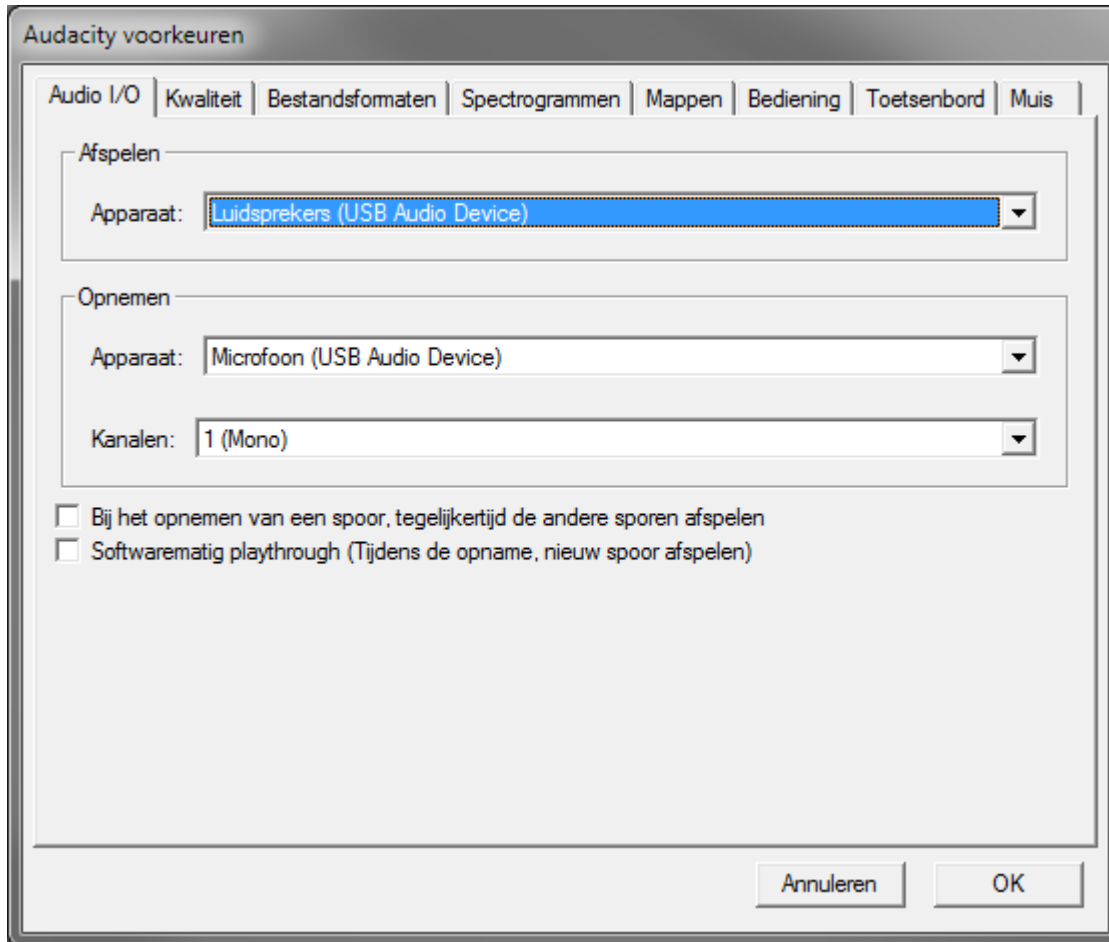 Audacity voorkeuren
Audio I/O Kwaliteit Bestandsformaten Spectrogrammen Mappen Bediening Toetsenbord Muis
Afspelen
Apparaat: Luidsprekers (USB Audio Device)
Opnemen
Apparaat: Microfoon (USB Audio Device)
Kanalen: 1 (Mono)
Bij het opnemen van een spoor, tegelijkertijd de andere sporen afspelen
Softwarematig playthrough (Tijdens de opname, nieuw spoor afspelen)
Annuleren OK